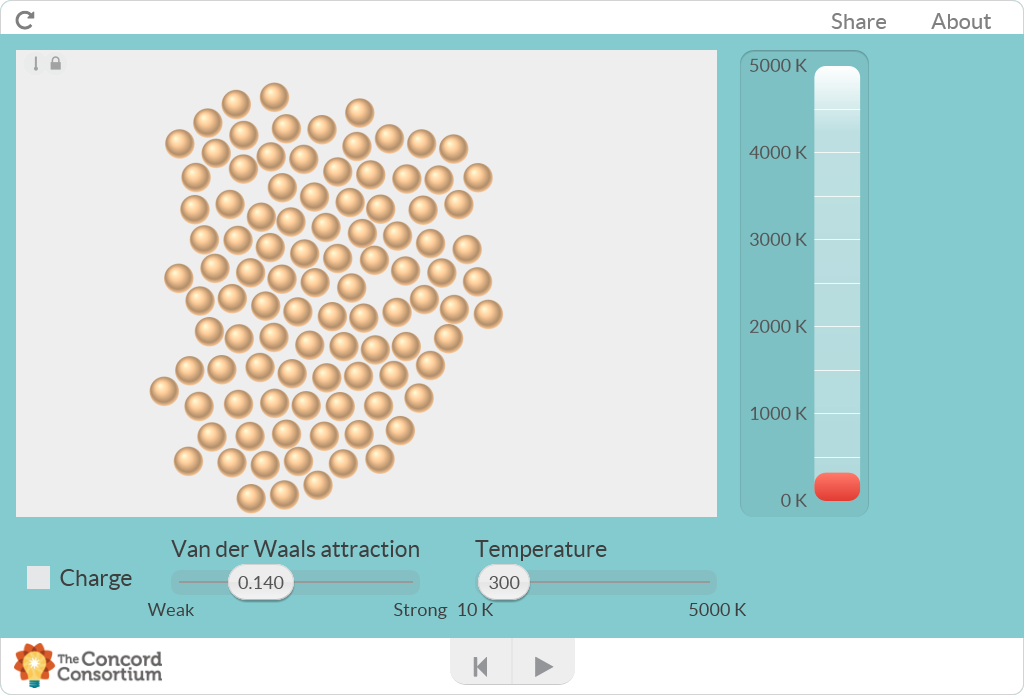 Share About
5000 K
4000 K
3000 K
2000 K
1000 K
0 K
Van der Waals attraction Temperature
Charge
0.140 300
Weak Strong 10 K 5000 K
The Concord
Consortium